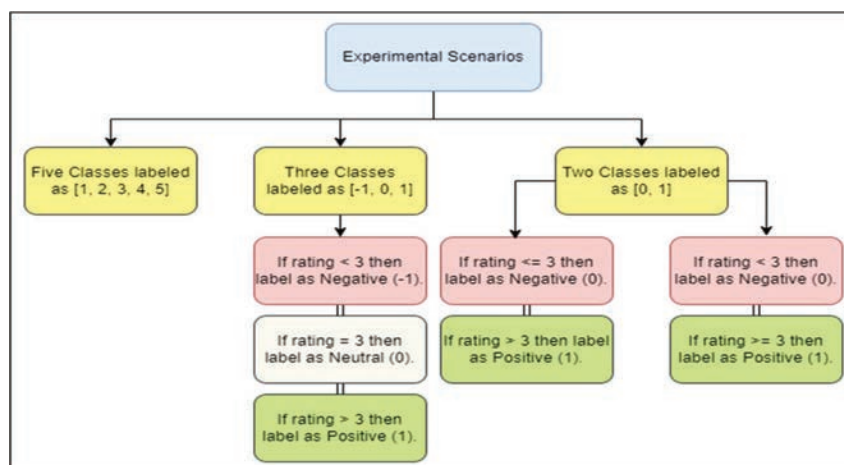 Experimental Scenarios
Five Classes labeled
as [1, 2, 3, 4, 5]
Three Classes
labeled as [-1, 0, 1]
Two Classes labeled
as [0, 1]
If rating < 3 then
label as Negative (-1).
If rating = 3 then
label as Neutral (0).
If rating > 3 then
label as Positive (1).
If rating <= 3 then
label as Negative (0).
If rating > 3 then label
as Positive (1).
If rating < 3 then
label as Negative (0).
If rating >= 3 then
label as Positive (1).